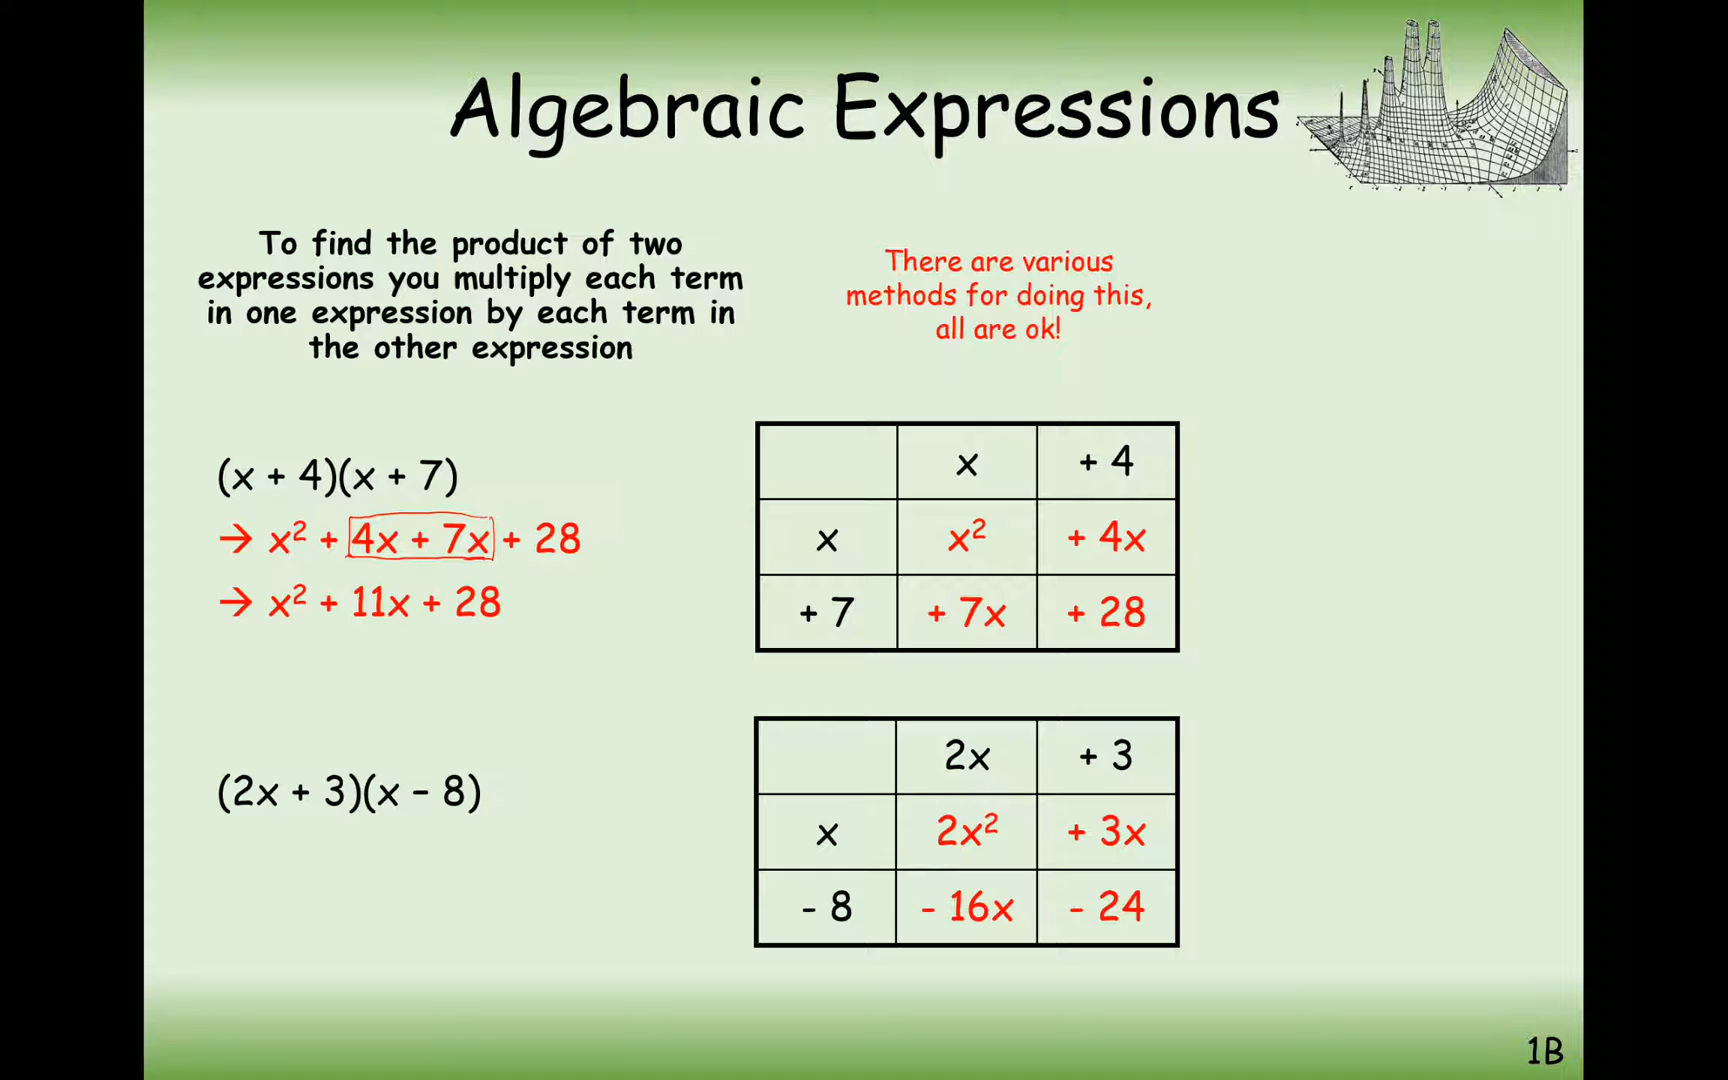 Algebraic Expressions
To find the product of two
expressions you multiply each term
in one expression by each term in
the other expression
There are various
methods for doing this,
all are ok!
(x + 4)(x + 7)
→ x² + 4x + 7x + 28
→ x² + 11x + 28
x + 4
x x² + 4x
+ 7 + 7x + 28
(2x + 3)(x - 8)
2x + 3
x 2x² + 3x
- 8 - 16x - 24
1B